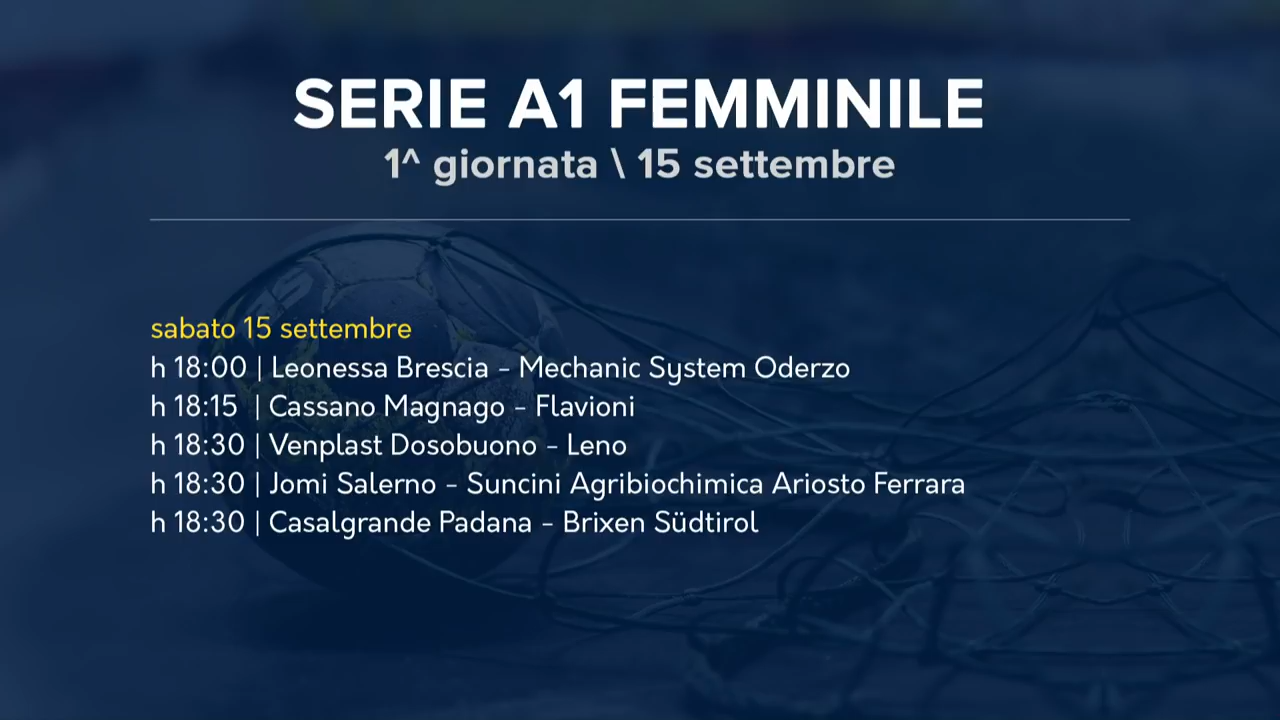 SERIE A1 FEMMINILE
1^ giornata \ 15 settembre
sabato 15 settembre
h 18:00 | Leonessa Brescia - Mechanic System Oderzo
h 18:15 | Cassano Magnago - Flavioni
h 18:30 | Venplast Dosobuono - Leno
h 18:30 | Jomi Salerno - Suncini Agribiochimica Ariosto Ferrara
h 18:30 | Casalgrande Padana - Brixen Südtirol